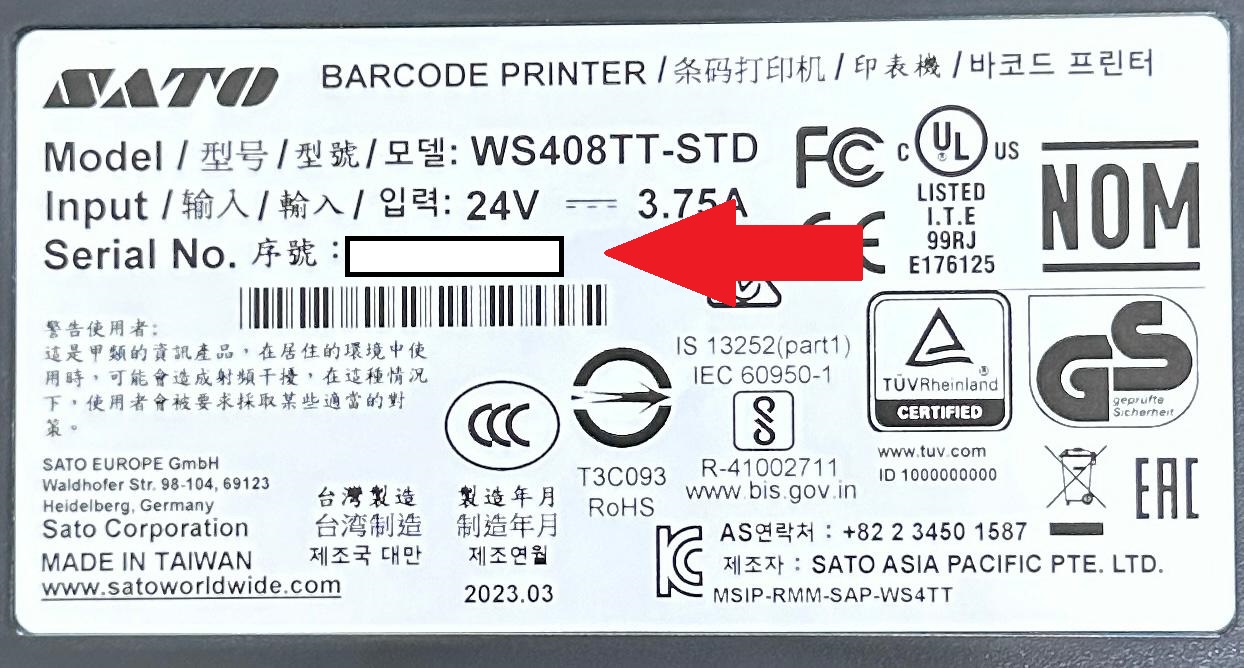 SATO
BARCODE PRINTER / 条码打印机 / 印表機 / 바코드 프린터
Model / 型号 / 型號 / 모델: WS408TT-STD
Input / 输入 / 輸入 / 입력: 24V 3.75A
Serial No. 序號 :
FC
CE
c UL US
LISTED
I.T.E
99RJ
E176125
NOM
警告使用者:
這是甲類的資訊產品，在居住的環境中使
用時，可能會造成射頻干擾，在這種情況
下，使用者會被要求採取某些適當的對
策。
SATO EUROPE GmbH
Waldhofer Str. 98-104, 69123
Heidelberg, Germany
Sato Corporation
MADE IN TAIWAN
www.satoworldwide.com
台灣製造
台湾制造
제조국 대만
製造年月
制造年月
제조연월
2023.03
CCC
T3C093
RoHS
IS 13252(part1)
IEC 60950-1
R-41002711
www.bis.gov.in
TÜVRheinland
CERTIFIED
www.tuv.com
ID 1000000000
GS
geprüfte
Sicherheit
EAC
AS연락처 : +82 2 3450 1587
제조자 : SATO ASIA PACIFIC PTE. LTD.
MSIP-RMM-SAP-WS4TT